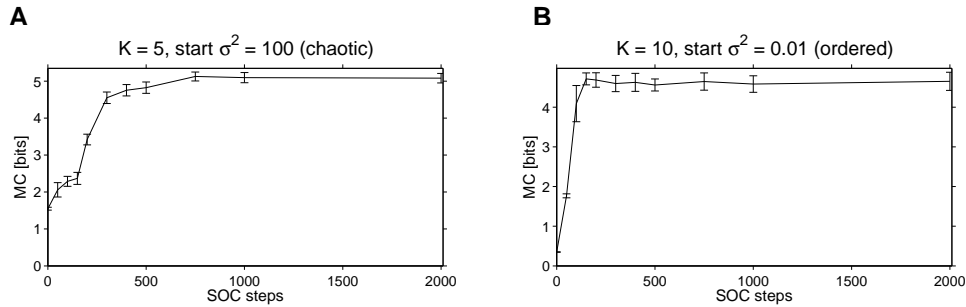 A
K = 5, start σ² = 100 (chaotic)
5
4
3
2
1
0
MC [bits]
0 500 1000 1500 2000
SOC steps
B
K = 10, start σ² = 0.01 (ordered)
4
3
2
1
0
MC [bits]
0 500 1000 1500 2000
SOC steps